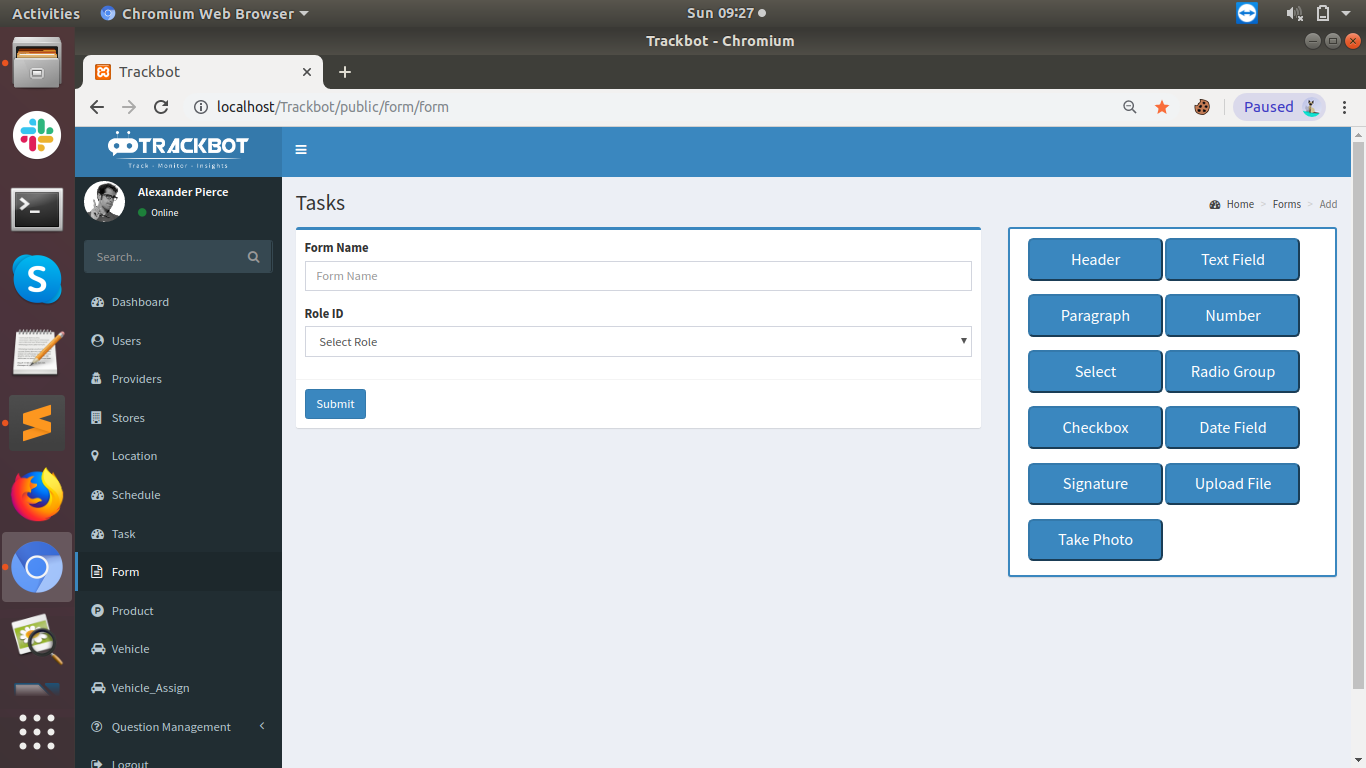 Activities
Chromium Web Browser
Sun 09:27
Trackbot - Chromium
Trackbot
localhost/Trackbot/public/form/form
Paused
TRACKBOT
Track - Monitor - Insights
Alexander Pierce
Online
Search...
Dashboard
Users
Providers
Stores
Location
Schedule
Task
Form
Product
Vehicle
Vehicle_Assign
Question Management
Logout
Tasks
Home > Forms > Add
Form Name
Form Name
Role ID
Select Role
Submit
Header
Text Field
Paragraph
Number
Select
Radio Group
Checkbox
Date Field
Signature
Upload File
Take Photo